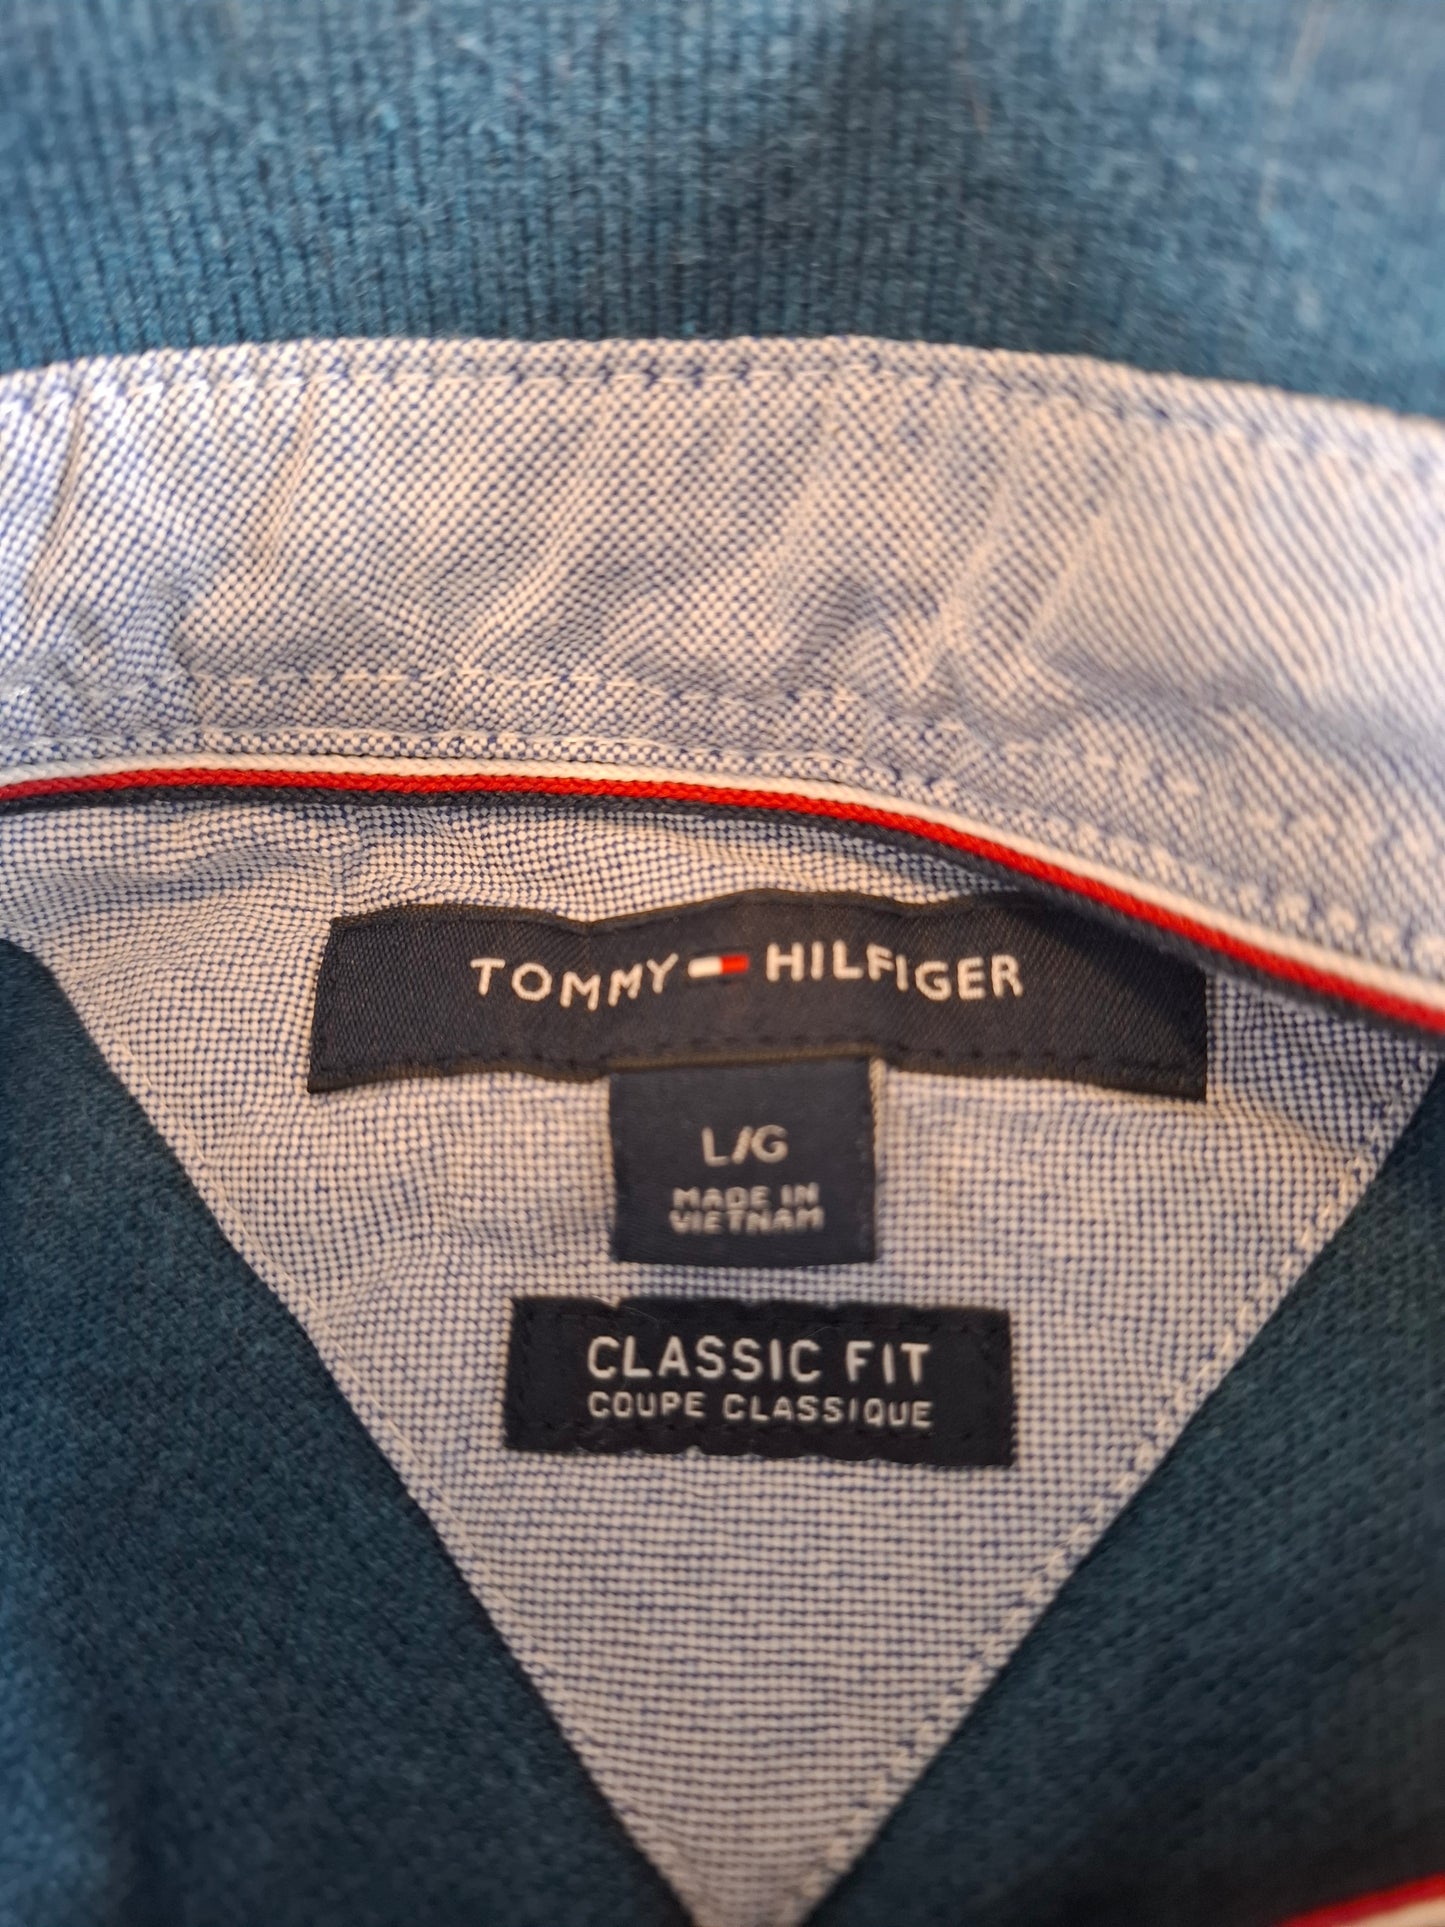 TOMMY HILFIGER
L/G
MADE IN
VIETNAM
CLASSIC FIT
COUPE CLASSIQUE